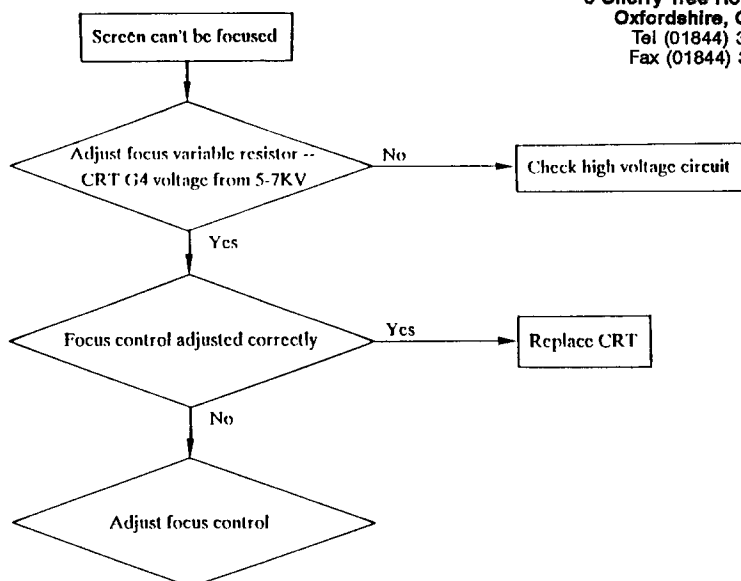 Tree
Oxfordshire,
Tel (01844)
Fax (01844)
Screen can't be focused
Adjust focus variable resistor --
CRT G4 voltage from 5-7KV
No
Check high voltage circuit
Yes
Focus control adjusted correctly
Yes
Replace CRT
No
Adjust focus control